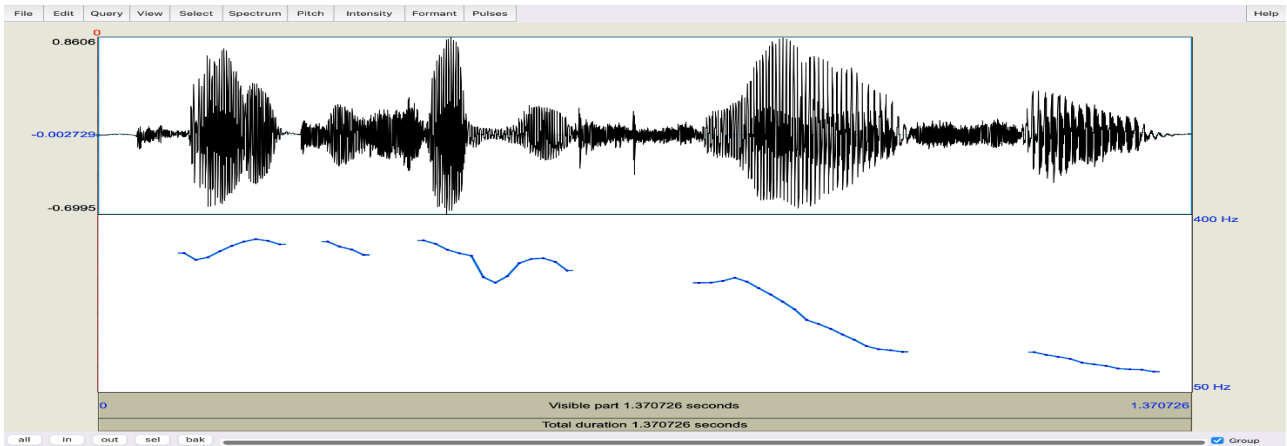 File Edit Query View Select Spectrum Pitch Intensity Formant Pulses Help
0
0.8606
-0.002729
-0.6995
400 Hz
50 Hz
0 Visible part 1.370726 seconds 1.370726
Total duration 1.370726 seconds
all in out sel bak Group